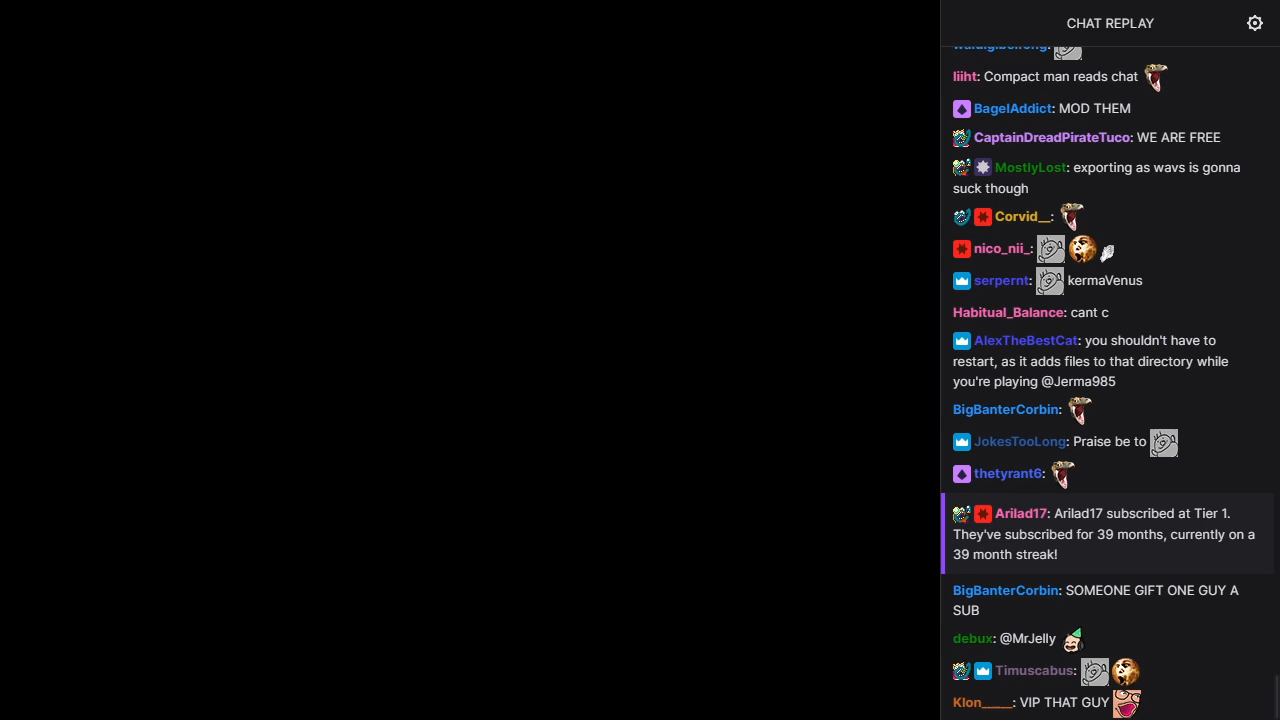 CHAT REPLAY
liiht: Compact man reads chat
BagelAddict: MOD THEM
CaptainDreadPirateTuco: WE ARE FREE
MostlyLost: exporting as wavs is gonna
suck though
Corvid__:
nico_nii_:
serpernt: kermaVenus
Habitual_Balance: cant c
AlexTheBestCat: you shouldn't have to
restart, as it adds files to that directory while
you're playing @Jerma985
BigBanterCorbin:
JokesTooLong: Praise be to
thetyrant6:
Arilad17: Arilad17 subscribed at Tier 1.
They've subscribed for 39 months, currently on a
39 month streak!
BigBanterCorbin: SOMEONE GIFT ONE GUY A
SUB
debux: @MrJelly
Timuscabus:
Klon_____: VIP THAT GUY